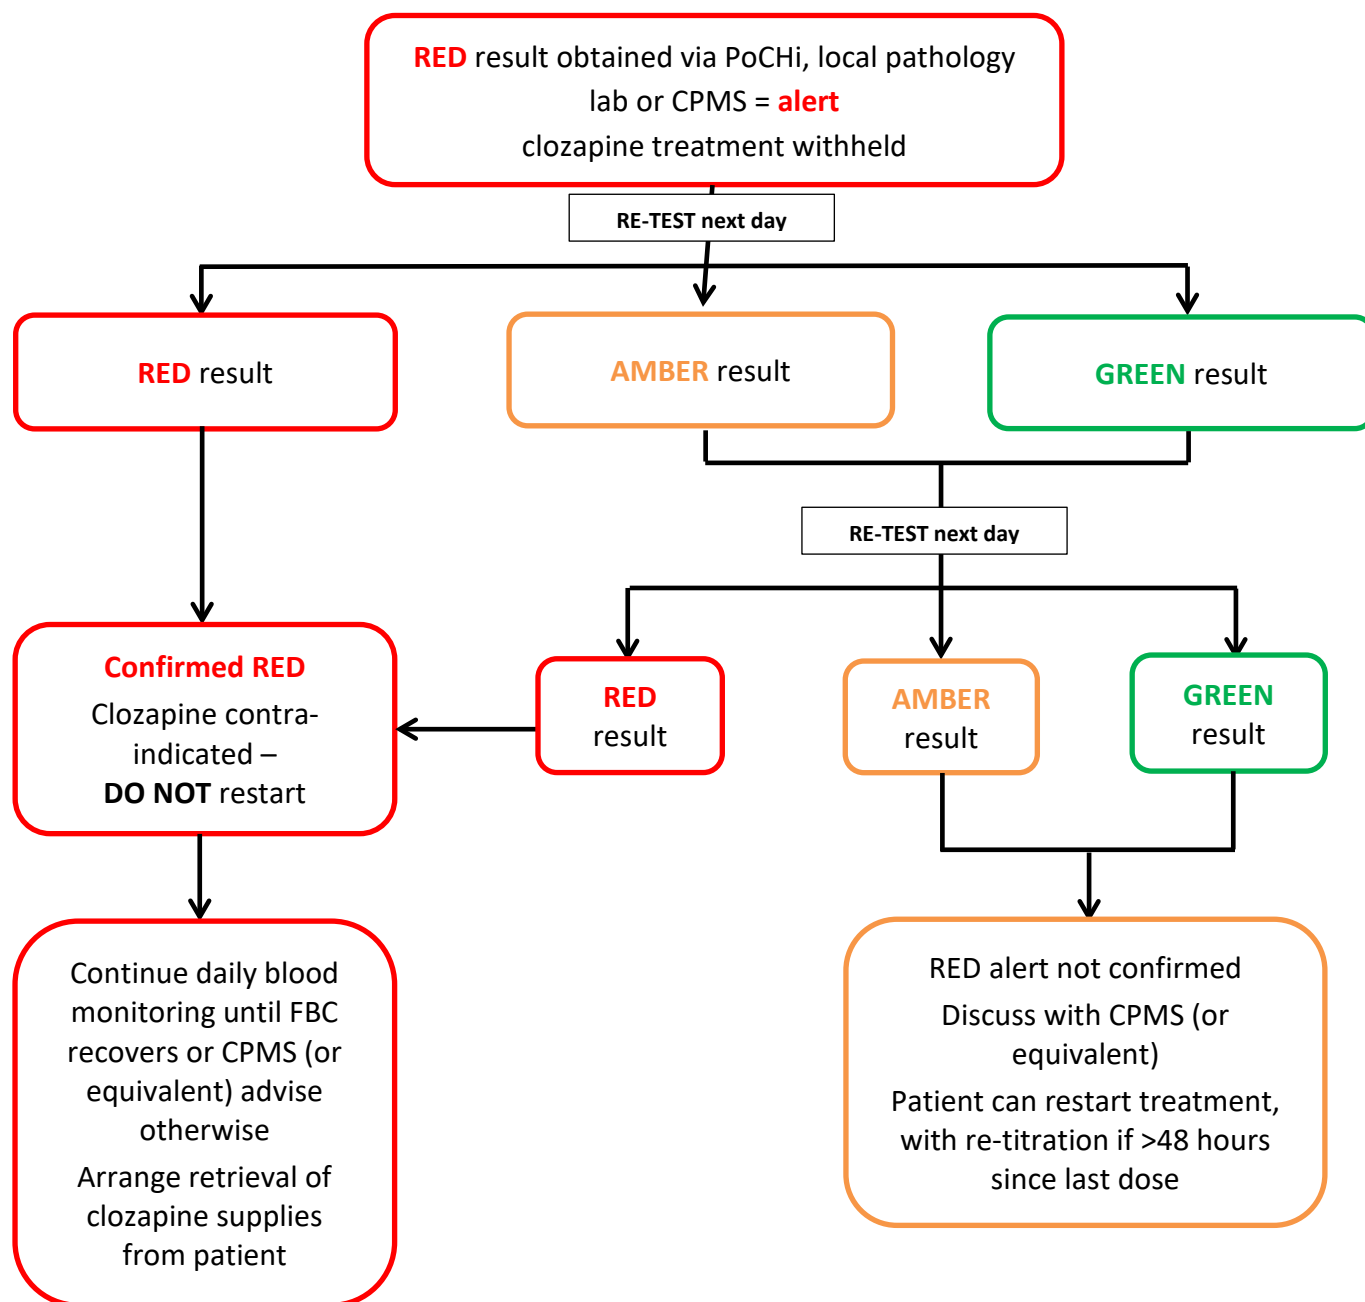 RED result obtained via PoCHi, local pathology
lab or CPMS = alert
clozapine treatment withheld
RE-TEST next day
RED result
AMBER result
GREEN result
RE-TEST next day
Confirmed RED
Clozapine contra-
indicated –
DO NOT restart
RED
result
AMBER
result
GREEN
result
Continue daily blood
monitoring until FBC
recovers or CPMS (or
equivalent) advise
otherwise
Arrange retrieval of
clozapine supplies
from patient
RED alert not confirmed
Discuss with CPMS (or
equivalent)
Patient can restart treatment,
with re-titration if >48 hours
since last dose